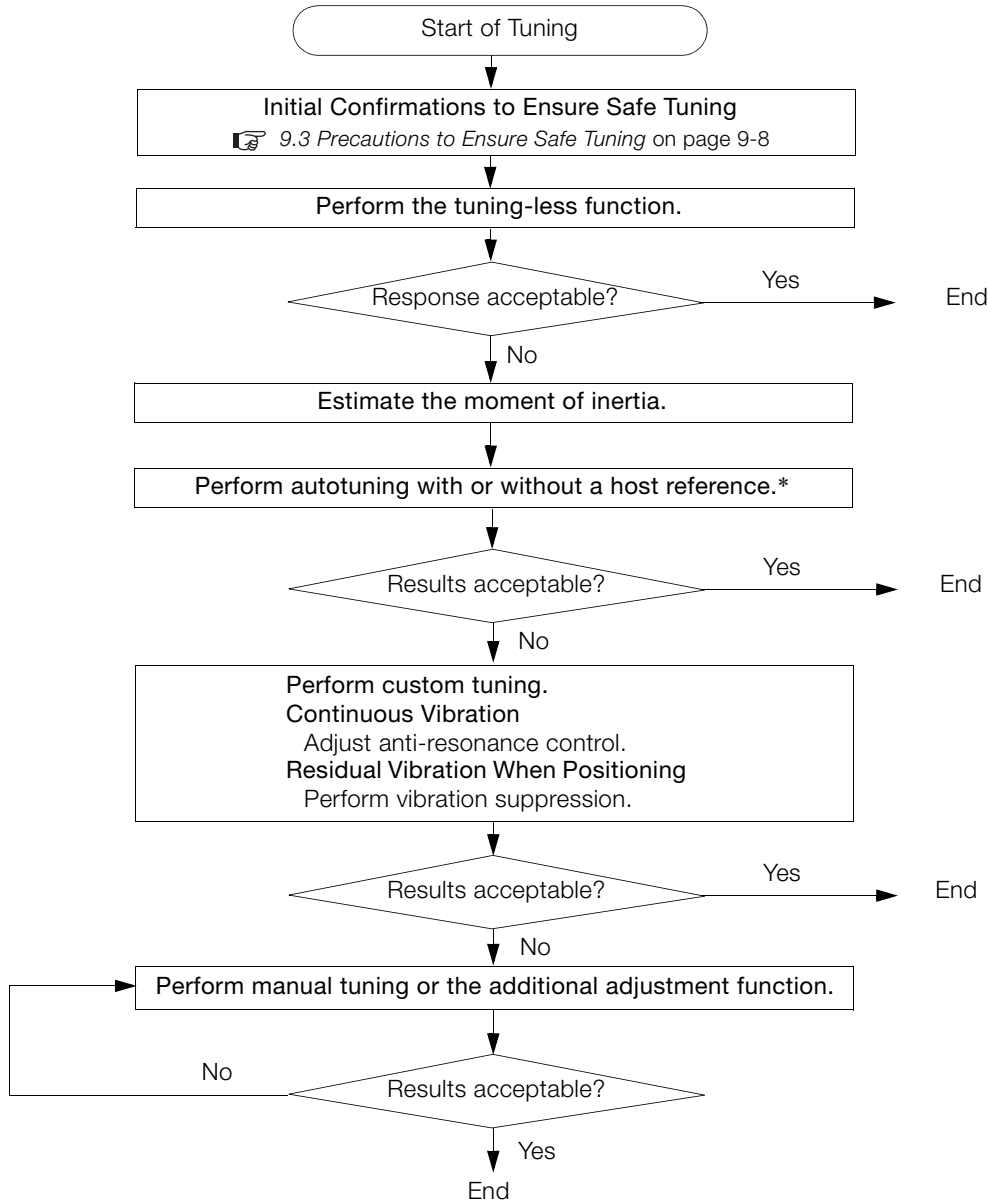 Start of Tuning
Initial Confirmations to Ensure Safe Tuning
9.3 Precautions to Ensure Safe Tuning on page 9-8
Perform the tuning-less function.
Response acceptable?
Yes
End
No
Estimate the moment of inertia.
Perform autotuning with or without a host reference.*
Results acceptable?
Yes
End
No
Perform custom tuning.
Continuous Vibration
Adjust anti-resonance control.
Residual Vibration When Positioning
Perform vibration suppression.
Results acceptable?
Yes
End
No
Perform manual tuning or the additional adjustment function.
No
Results acceptable?
Yes
End